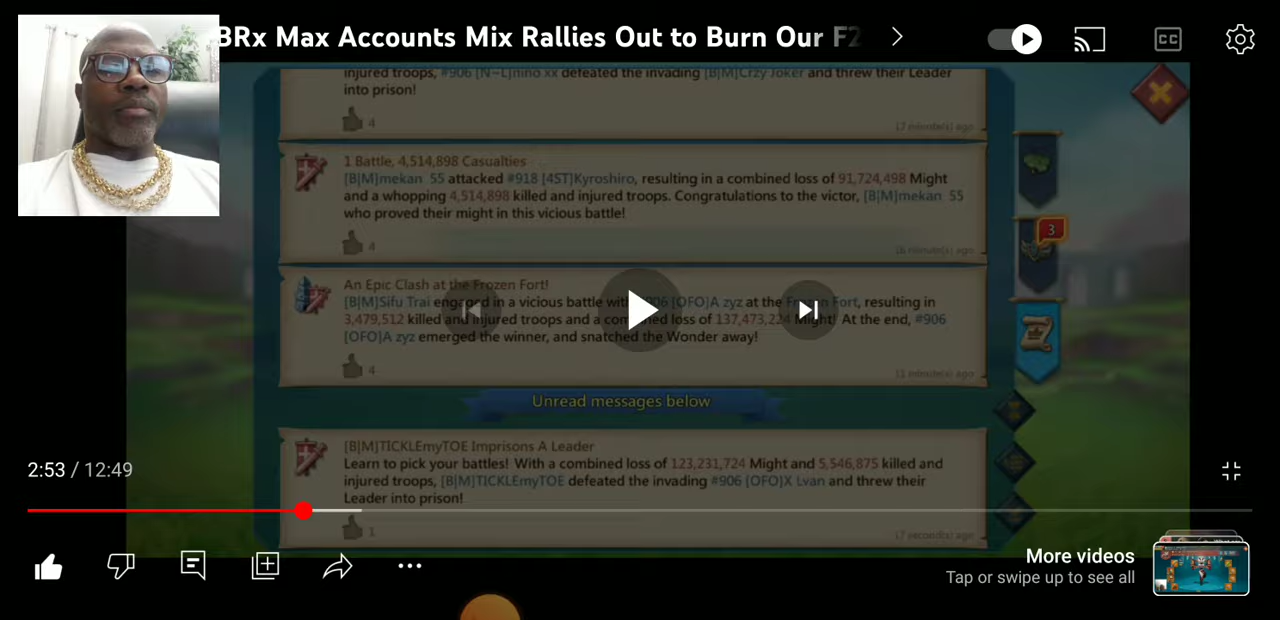 BRx Max Accounts Mix Rallies Out to Burn Our F2
CC
injured troops, #906 [N~L]nino xx defeated the invading [B|M]Crzy Joker and threw their Leader
into prison!
4
17 minute(s) ago
1 Battle, 4,514,898 Casualties
[B|M]mekan 55 attacked #918 [4ST]Kyroshiro, resulting in a combined loss of 91,724,498 Might
and a whopping 4,514,898 killed and injured troops. Congratulations to the victor, [B|M]mekan 55
who proved their might in this vicious battle!
4
16 minute(s) ago
3
An Epic Clash at the Frozen Fort!
[B|M]Sifu Trai engaged in a vicious battle with #906 [OFO]A zyz at the Frozen Fort, resulting in
3,479,512 killed and injured troops and a combined loss of 137,473,224 Might! At the end, #906
[OFO]A zyz emerged the winner, and snatched the Wonder away!
4
13 minute(s) ago
Unread messages below
[B|M]TICKLEmyTOE Imprisons A Leader
Learn to pick your battles! With a combined loss of 123,231,724 Might and 5,546,875 killed and
injured troops, [B|M]TICKLEmyTOE defeated the invading #906 [OFO]X Lvan and threw their
Leader into prison!
1
17 second(s) ago
2:53 / 12:49
More videos
Tap or swipe up to see all